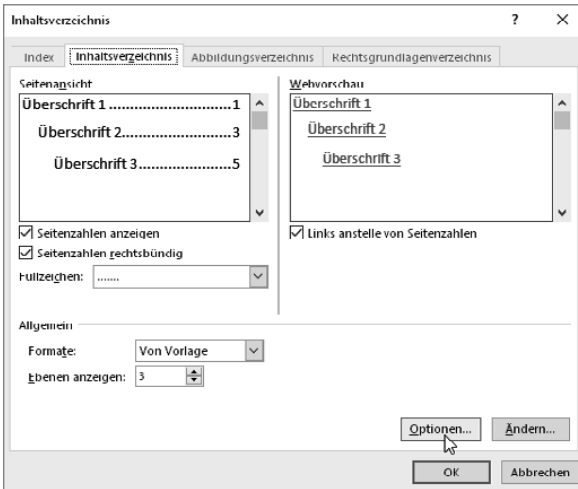 Inhaltsverzeichnis ? ×
Index Inhaltsverzeichnis Abbildungsverzeichnis Rechtsgrundlagenverzeichnis
Seitenansicht
Überschrift 1 ............................ 1
Überschrift 2 ........................ 3
Überschrift 3 .................... 5
Seitenzahlen anzeigen
Seitenzahlen rechtsbündig
Füllzeichen: .......
Webvorschau
Überschrift 1
Überschrift 2
Überschrift 3
Links anstelle von Seitenzahlen
Allgemein
Formate: Von Vorlage
Ebenen anzeigen: 3
Optionen... Ändern...
OK Abbrechen